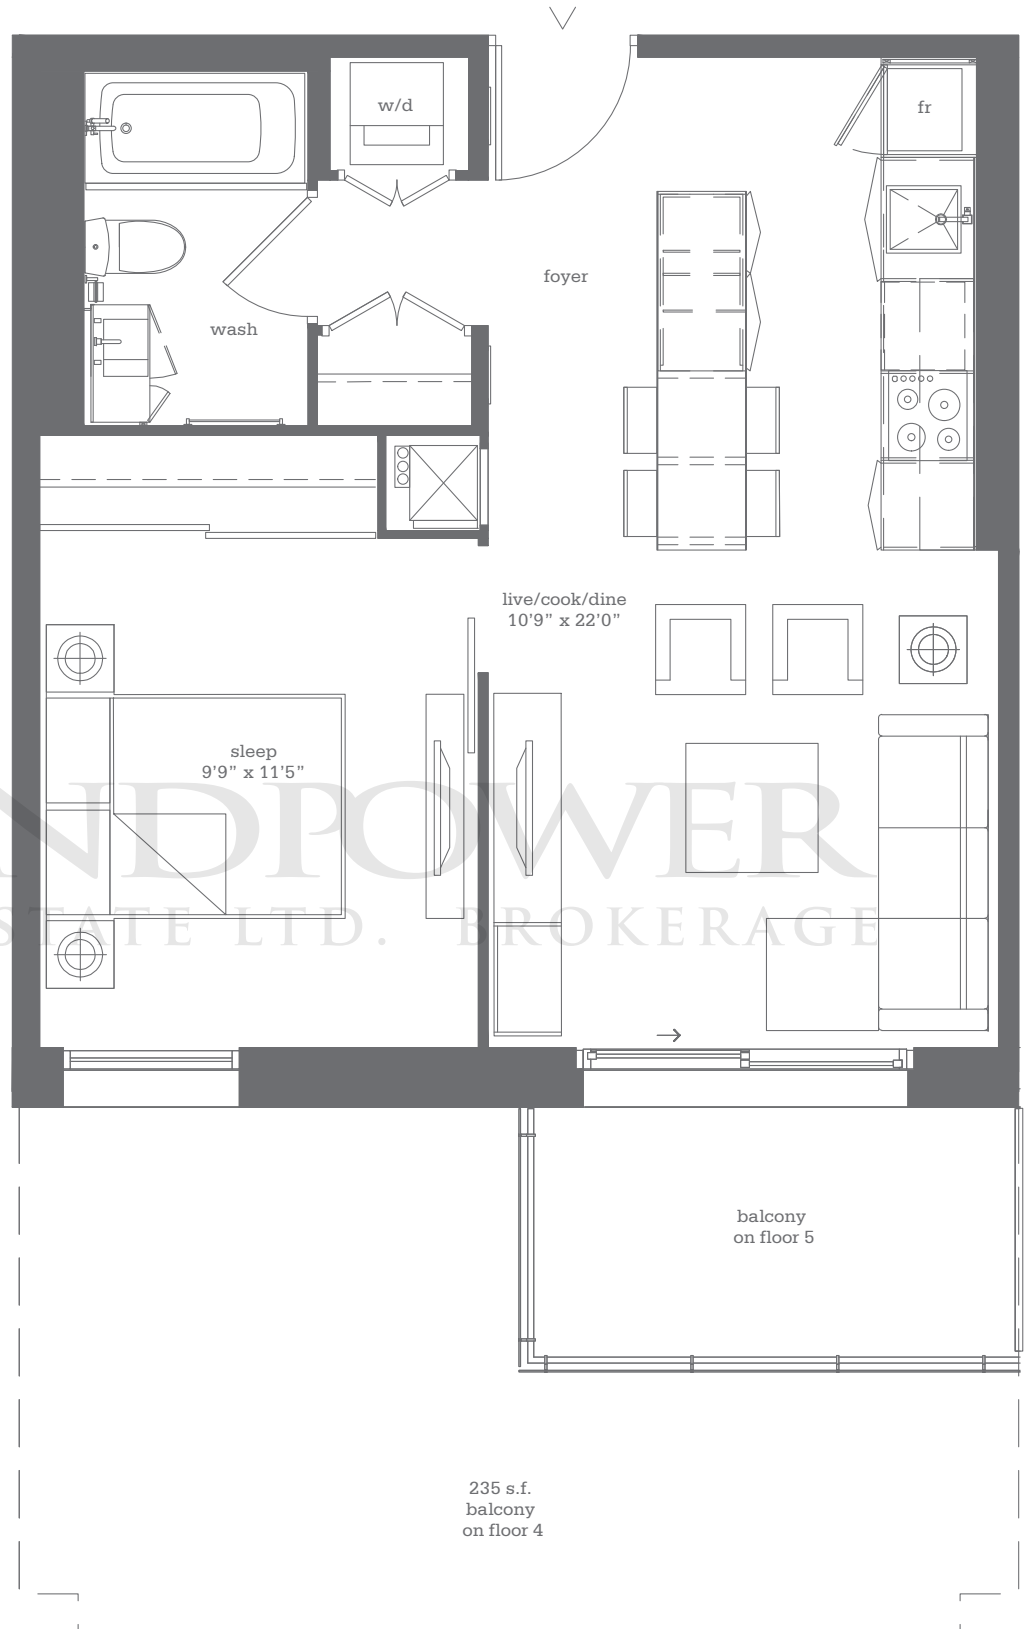 w/d
fr
foyer
wash
live/cook/dine
10'9" x 22'0"
sleep
9'9" x 11'5"
NDPOWER
STATE LTD. BROKERAGE
balcony
on floor 5
235 s.f.
balcony
on floor 4